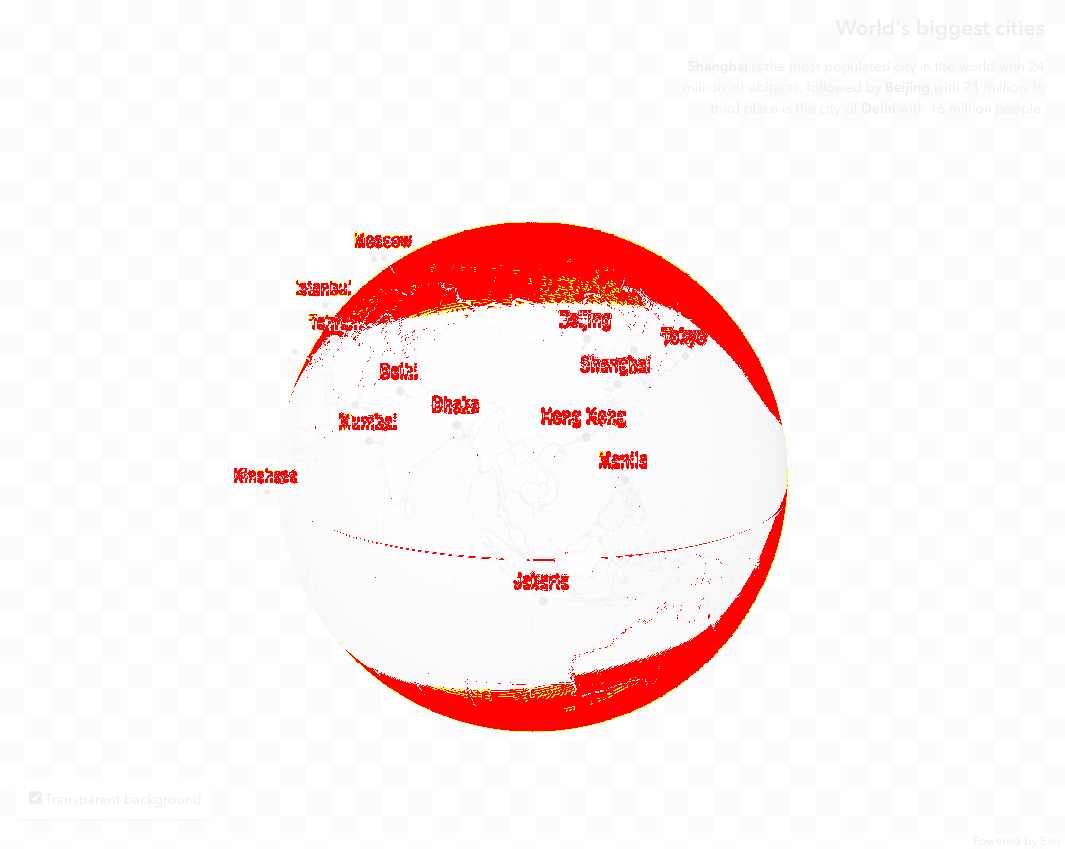 World's biggest cities
Shanghai is the most populated city in the world with 24
million inhabitants, followed by Beijing with 21 million. In
third place is the city of Delhi with 16 million people.
Moscow
Istanbul
Tehran
Beijing
Tokyo
Shanghai
Delhi
Dhaka
Hong Kong
Mumbai
Manila
Kinshasa
Jakarta
Transparent background
Powered by Esri